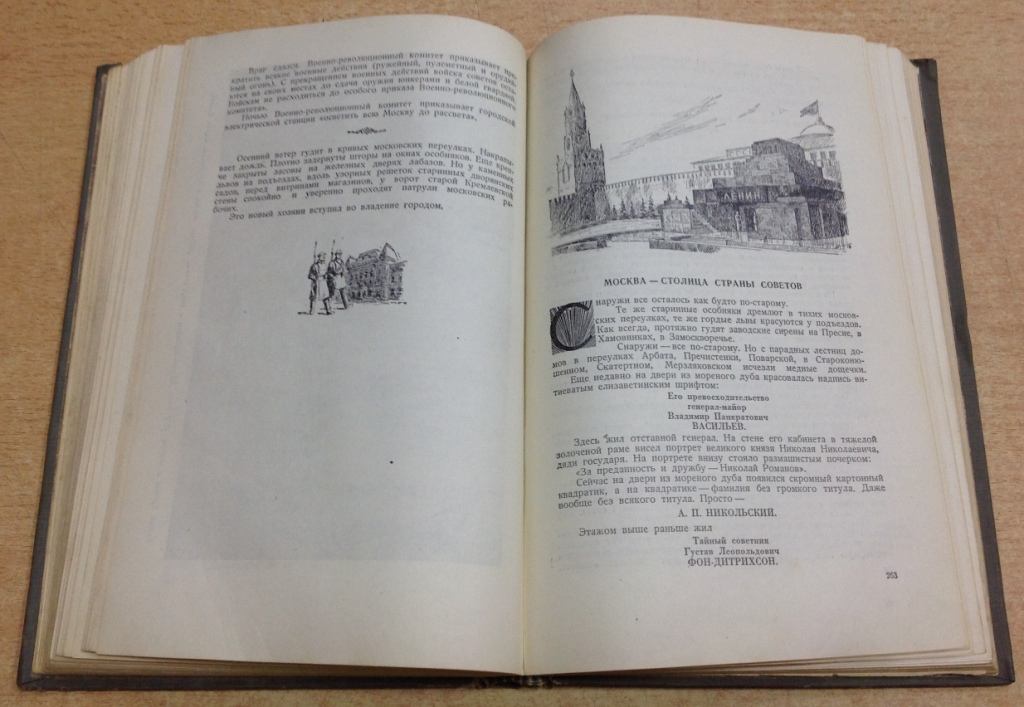 Враг сдался. Военно-революционный комитет приказывает пре-
кратить всякие военные действия (ружейный, пулеметный и орудий-
ный огонь). С прекращением военных действий войска советов оста-
ются на своих местах до сдачи оружия юнкерами и белой гвардией.
Войскам не расходиться до особого приказа Военно-революционного
комитета».
Ночью Военно-революционный комитет приказывает городской
электрической станции «осветить всю Москву до рассвета».
Осенний ветер гудит в кривых московских переулках. Накрапы-
вает дождь. Плотно задернуты шторы на окнах особняков. Еще креп-
че закрыты засовы на железных дверях лабазов. Но у каменных
львов на подъездах, вдоль узорных решеток старинных дворянских
садов, перед витринами магазинов, у ворот старой Кремлевской
стены спокойно и уверенно проходят патрули московских ра-
бочих.
Это новый хозяин вступил во владение городом.
ЛЕНИН
МОСКВА — СТОЛИЦА СТРАНЫ СОВЕТОВ
Снаружи все осталось как будто по-старому.
Те же старинные особняки дремлют в тихих москов-
ских переулках, те же гордые львы красуются у подъездов.
Как всегда, протяжно гудят заводские сирены на Пресне, в
Хамовниках, в Замоскворечье.
Снаружи — все по-старому. Но с парадных лестниц до-
мов в переулках Арбата, Пречистенки, Поварской, в Староконю-
шенном, Скатертном, Мерзляковском исчезли медные дощечки.
Еще недавно на двери из мореного дуба красовалась надпись ви-
тиеватым елизаветинским шрифтом:
Его превосходительство
генерал-майор
Владимир Панкратович
ВАСИЛЬЕВ.
Здесь жил отставной генерал. На стене его кабинета в тяжелой
золоченой раме висел портрет великого князя Николая Николаевича,
дяди государя. На портрете внизу стояло размашистым почерком:
«За преданность и дружбу — Николай Романов».
Сейчас на двери из мореного дуба появился скромный картонный
квадратик, а на квадратике — фамилия без громкого титула. Даже
вообще без всякого титула. Просто —
А. П. НИКОЛЬСКИЙ.
Этажом выше раньше жил
Тайный советник
Густав Леопольдович
ФОН-ДИТРИХСОН.
203